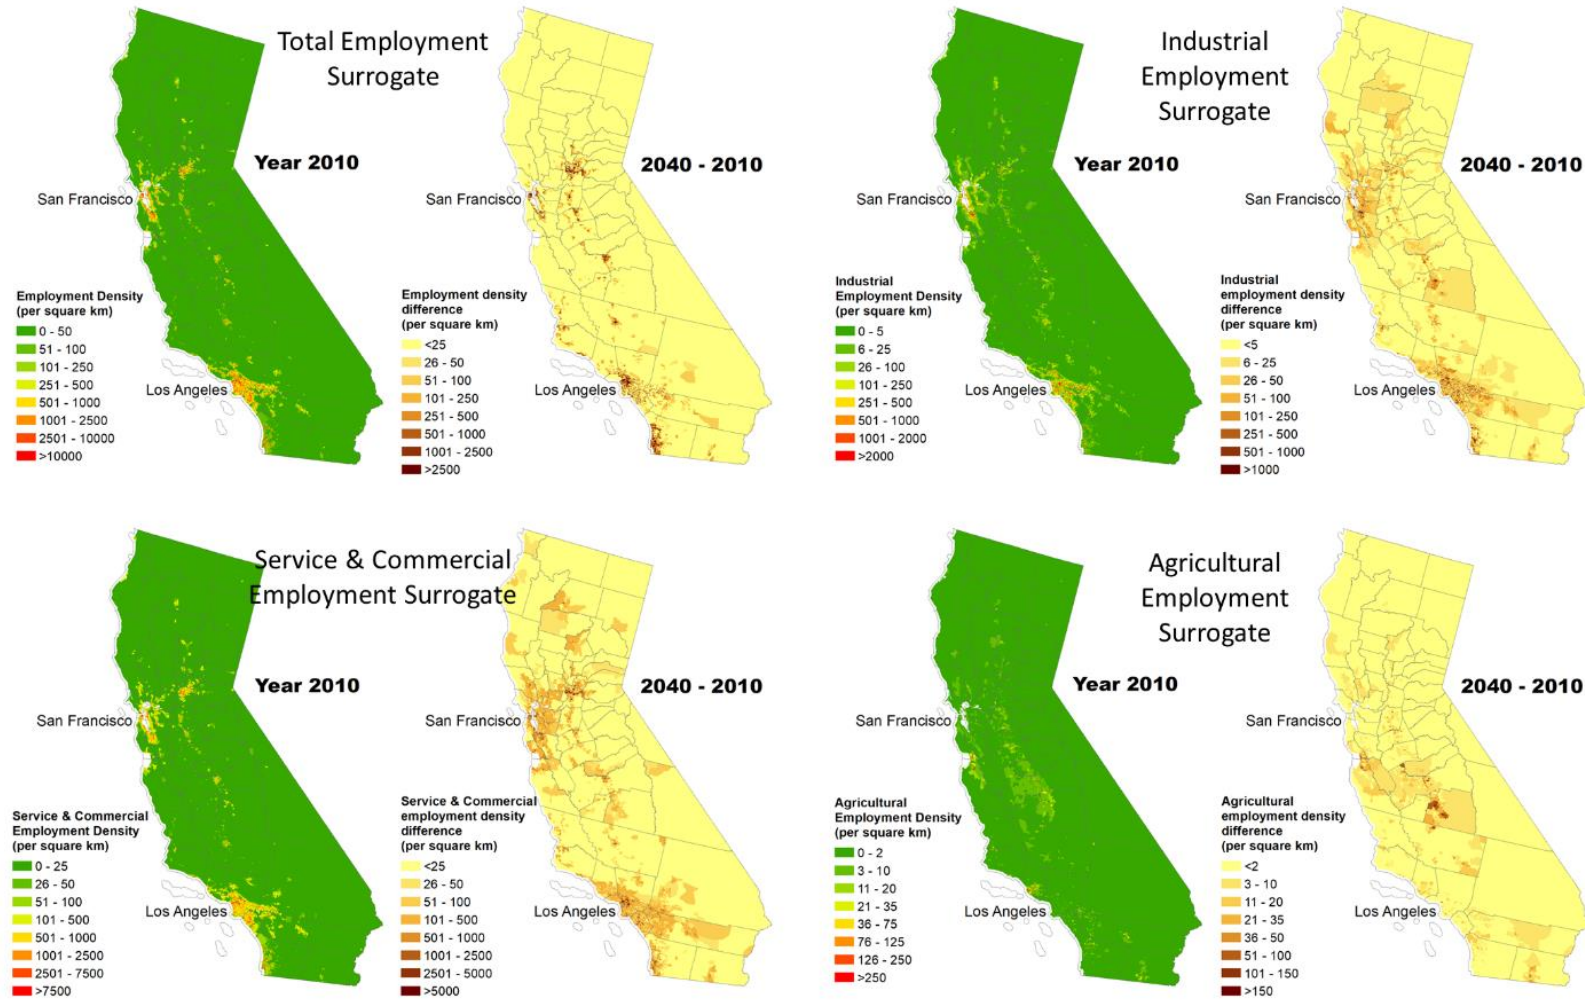 Total Employment
Surrogate
Year 2010
2040 - 2010
San Francisco
San Francisco
Los Angeles
Los Angeles
Employment Density
(per square km)
0 - 50
51 - 100
101 - 250
251 - 500
501 - 1000
1001 - 2500
2501 - 10000
>10000
Employment density
difference
(per square km)
<25
26 - 50
51 - 100
101 - 250
251 - 500
501 - 1000
1001 - 2500
>2500
Industrial
Employment
Surrogate
Year 2010
2040 - 2010
San Francisco
San Francisco
Los Angeles
Los Angeles
Industrial
Employment Density
(per square km)
0 - 5
6 - 25
26 - 100
101 - 250
251 - 500
501 - 1000
1001 - 2000
>2000
Industrial
employment density
difference
(per square km)
<5
6 - 25
26 - 50
51 - 100
101 - 250
251 - 500
501 - 1000
>1000
Service & Commercial
Employment Surrogate
Year 2010
2040 - 2010
San Francisco
San Francisco
Los Angeles
Los Angeles
Service & Commercial
Employment Density
(per square km)
0 - 25
26 - 50
51 - 100
101 - 500
501 - 1000
1001 - 2500
2501 - 7500
>7500
Service & Commercial
employment density
difference
(per square km)
<25
26 - 50
51 - 100
101 - 500
501 - 1000
1001 - 2500
2501 - 5000
>5000
Agricultural
Employment
Surrogate
Year 2010
2040 - 2010
San Francisco
San Francisco
Los Angeles
Los Angeles
Agricultural
Employment Density
(per square km)
0 - 2
3 - 10
11 - 20
21 - 35
36 - 75
76 - 125
126 - 250
>250
Agricultural
employment density
difference
(per square km)
<2
3 - 10
11 - 20
21 - 35
36 - 50
51 - 100
101 - 150
>150